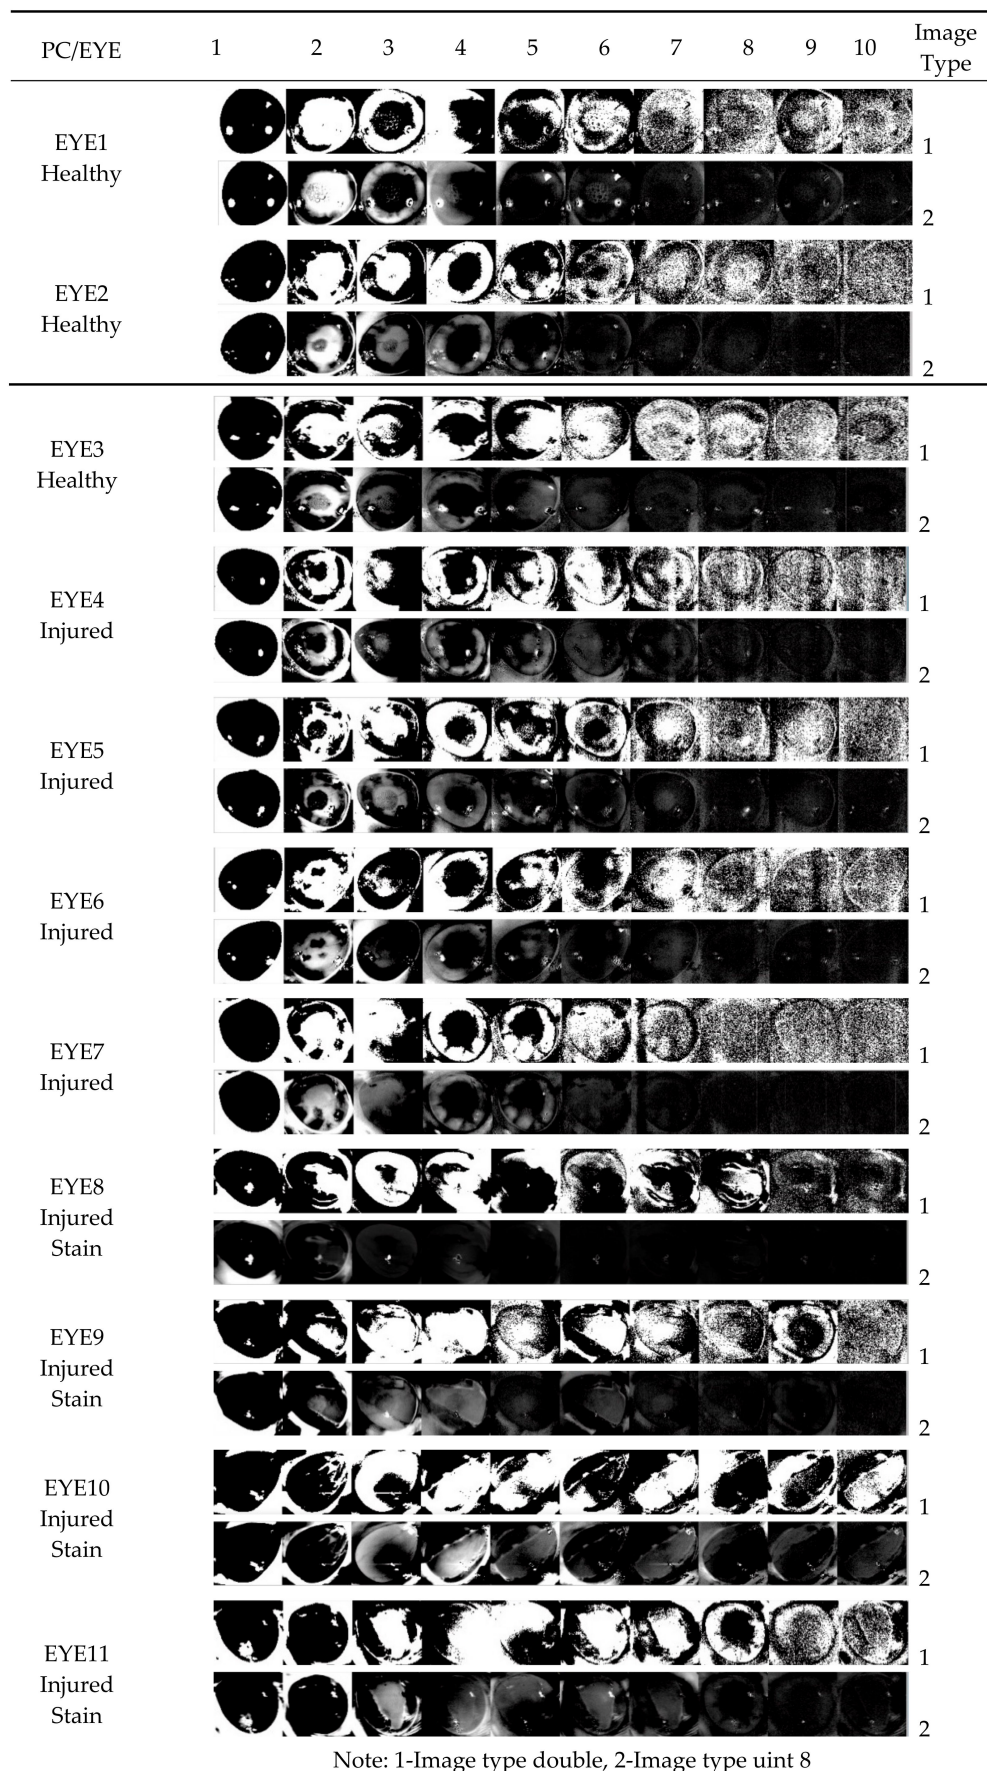 PC/EYE 1 2 3 4 5 6 7 8 9 10 Image Type
EYE1
Healthy
1
2
EYE2
Healthy
1
2
EYE3
Healthy
1
2
EYE4
Injured
1
2
EYE5
Injured
1
2
EYE6
Injured
1
2
EYE7
Injured
1
2
EYE8
Injured
Stain
1
2
EYE9
Injured
Stain
1
2
EYE10
Injured
Stain
1
2
EYE11
Injured
Stain
1
2
Note: 1-Image type double, 2-Image type uint 8